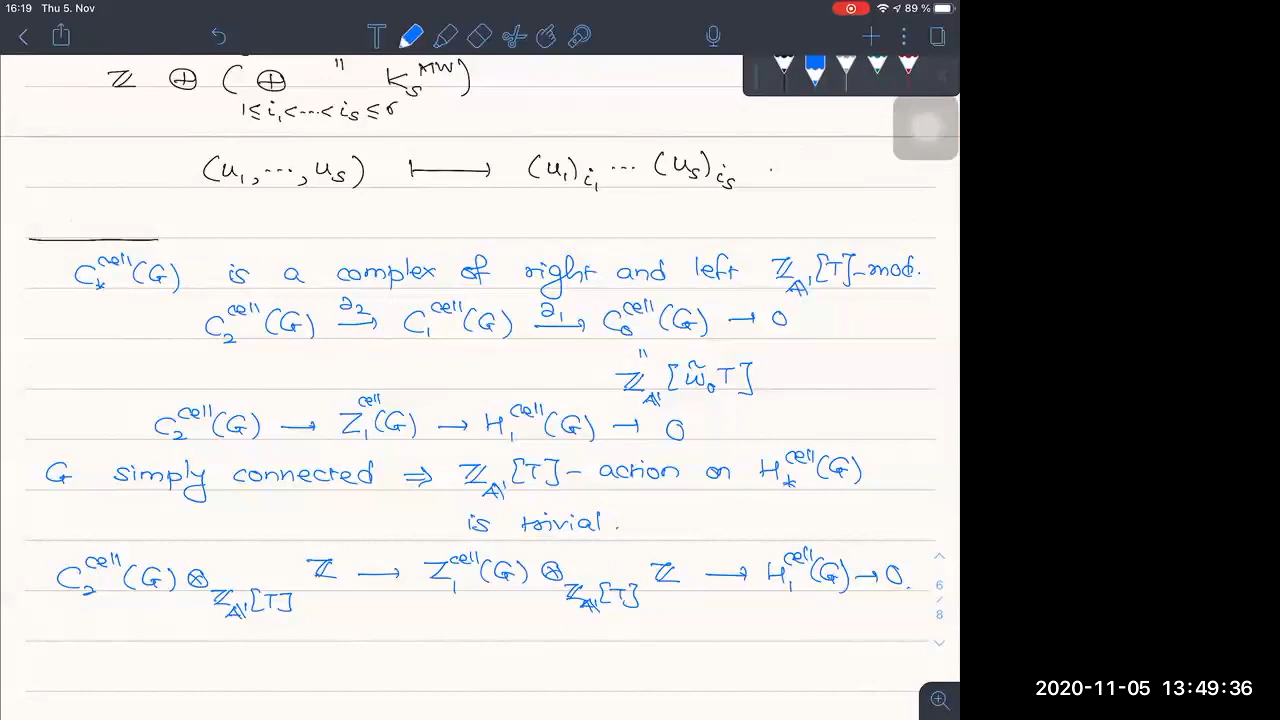 16:19 Thu 5. Nov 89 %
ℤ ⊕ ( ⊕ " K_s^{MW} )
1 ≤ i_1 < ⋯ < i_s ≤ r
(u_1, ⋯, u_s) ⟼ (u_1)_{i_1} ⋯ (u_s)_{i_s} .
C_*^{cell}(G) is a complex of right and left ℤ_{A^1}[T]-mod.
C_2^{cell}(G) →^{∂_2} C_1^{cell}(G) →^{∂_1} C_0^{cell}(G) → 0
"
ℤ_{A^1}[w̃_0 T]
C_2^{cell}(G) → Z_1^{cell}(G) → H_1^{cell}(G) → 0
G simply connected ⇒ ℤ_{A^1}[T]-action on H_*^{cell}(G)
is trivial.
C_2^{cell}(G) ⊗_{ℤ_{A^1}[T]} ℤ → Z_1^{cell}(G) ⊗_{ℤ_{A^1}[T]} ℤ → H_1^{cell}(G) → 0.
6 / 8
2020-11-05 13:49:36